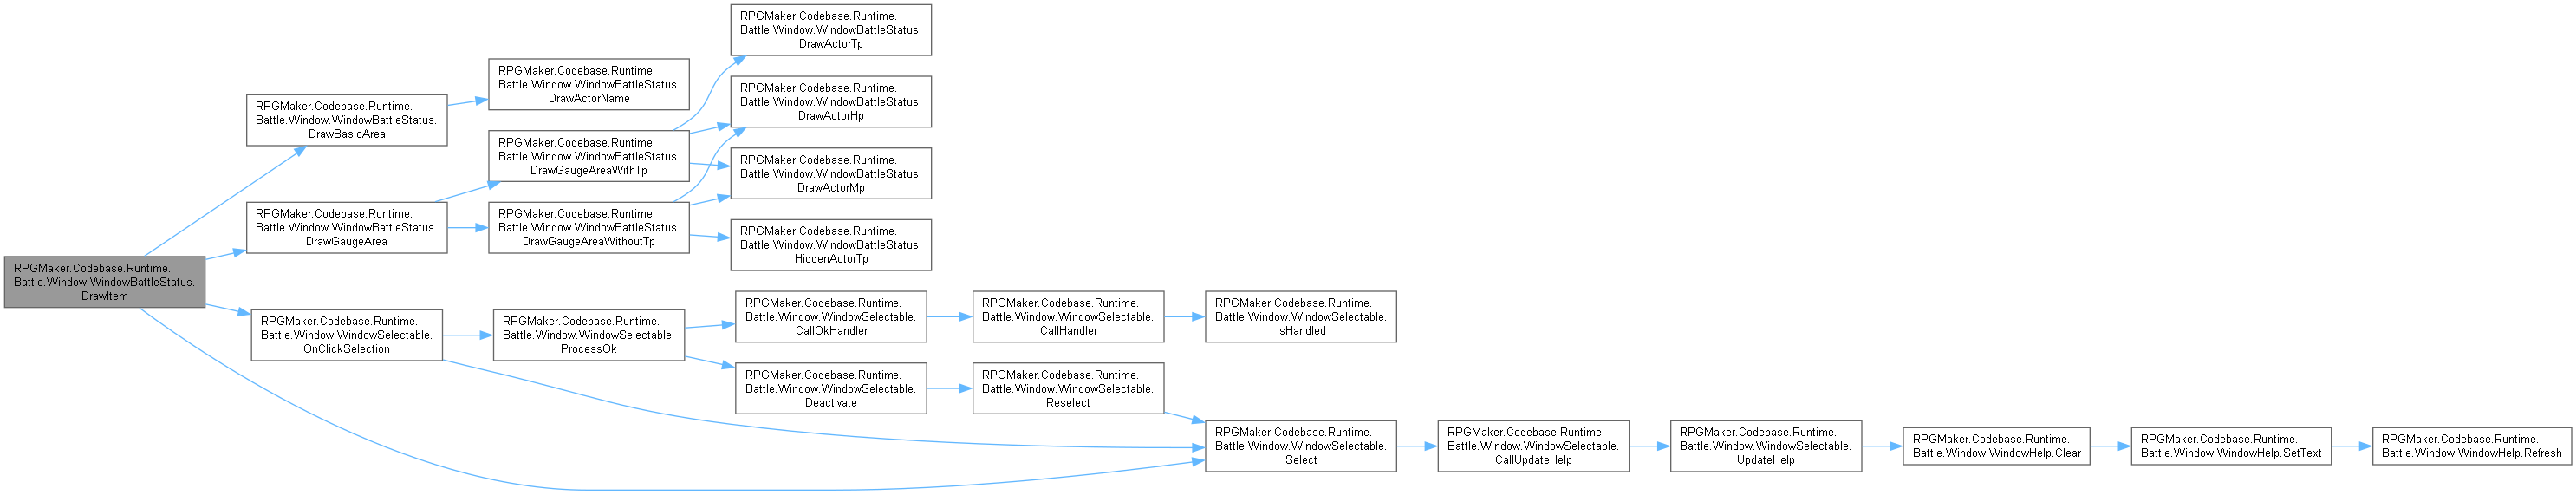 RPGMaker.Codebase.Runtime.
Battle.Window.WindowBattleStatus.
DrawItem
RPGMaker.Codebase.Runtime.
Battle.Window.WindowBattleStatus.
DrawBasicArea
RPGMaker.Codebase.Runtime.
Battle.Window.WindowBattleStatus.
DrawActorName
RPGMaker.Codebase.Runtime.
Battle.Window.WindowBattleStatus.
DrawGaugeArea
RPGMaker.Codebase.Runtime.
Battle.Window.WindowBattleStatus.
DrawGaugeAreaWithTp
RPGMaker.Codebase.Runtime.
Battle.Window.WindowBattleStatus.
DrawActorTp
RPGMaker.Codebase.Runtime.
Battle.Window.WindowBattleStatus.
DrawActorHp
RPGMaker.Codebase.Runtime.
Battle.Window.WindowBattleStatus.
DrawActorMp
RPGMaker.Codebase.Runtime.
Battle.Window.WindowBattleStatus.
DrawGaugeAreaWithoutTp
RPGMaker.Codebase.Runtime.
Battle.Window.WindowBattleStatus.
HiddenActorTp
RPGMaker.Codebase.Runtime.
Battle.Window.WindowSelectable.
OnClickSelection
RPGMaker.Codebase.Runtime.
Battle.Window.WindowSelectable.
ProcessOk
RPGMaker.Codebase.Runtime.
Battle.Window.WindowSelectable.
CallOkHandler
RPGMaker.Codebase.Runtime.
Battle.Window.WindowSelectable.
CallHandler
RPGMaker.Codebase.Runtime.
Battle.Window.WindowSelectable.
IsHandled
RPGMaker.Codebase.Runtime.
Battle.Window.WindowSelectable.
Deactivate
RPGMaker.Codebase.Runtime.
Battle.Window.WindowSelectable.
Reselect
RPGMaker.Codebase.Runtime.
Battle.Window.WindowSelectable.
Select
RPGMaker.Codebase.Runtime.
Battle.Window.WindowSelectable.
CallUpdateHelp
RPGMaker.Codebase.Runtime.
Battle.Window.WindowSelectable.
UpdateHelp
RPGMaker.Codebase.Runtime.
Battle.Window.WindowHelp.Clear
RPGMaker.Codebase.Runtime.
Battle.Window.WindowHelp.SetText
RPGMaker.Codebase.Runtime.
Battle.Window.WindowHelp.Refresh